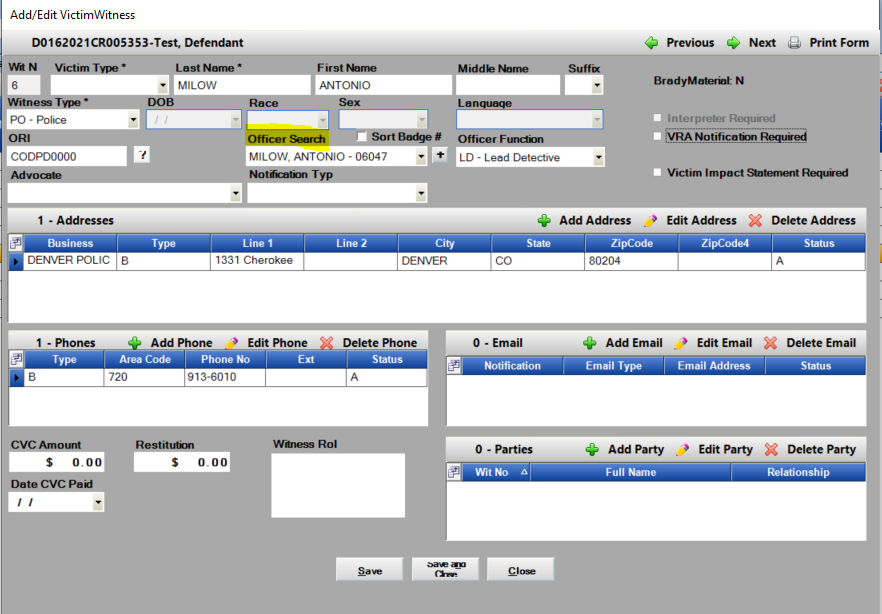 Add/Edit VictimWitness
D0162021CR005353-Test, Defendant
Previous Next Print Form
Wit N Victim Type * Last Name * First Name Middle Name Suffix
6 MILOW ANTONIO
BradyMaterial: N
Witness Type * DOB Race Sex Language
PO - Police / /
Interpreter Required
VRA Notification Required
ORI Officer Search Sort Badge # Officer Function
CODPD0000 ? MILOW, ANTONIO - 06047 + LD - Lead Detective
Victim Impact Statement Required
Advocate Notification Typ
1 - Addresses Add Address Edit Address Delete Address
Business Type Line 1 Line 2 City State ZipCode ZipCode4 Status
DENVER POLIC B 1331 Cherokee DENVER CO 80204 A
1 - Phones Add Phone Edit Phone Delete Phone
Type Area Code Phone No Ext Status
B 720 913-6010 A
0 - Email Add Email Edit Email Delete Email
Notification Email Type Email Address Status
CVC Amount Restitution Witness Rol
$ 0.00 $ 0.00
Date CVC Paid
/ /
0 - Parties Add Party Edit Party Delete Party
Wit No Full Name Relationship
Save Save and Close Close